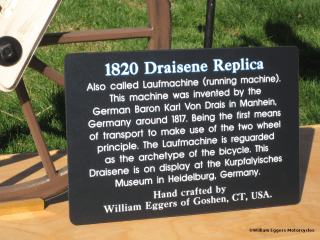 1820 Draisene Replica
Also called Laufmachine (running machine).
This machine was invented by the
German Baron Karl Von Drais in Manhein,
Germany around 1817. Being the first means
of transport to make use of the two wheel
principle. The Laufmachine is reguarded
as the archetype of the bicycle. This
Draisene is on display at the Kurpfalyisches
Museum in Heidelburg, Germany.
Hand crafted by
William Eggers of Goshen, CT, USA.
©William Eggers Motorcycles